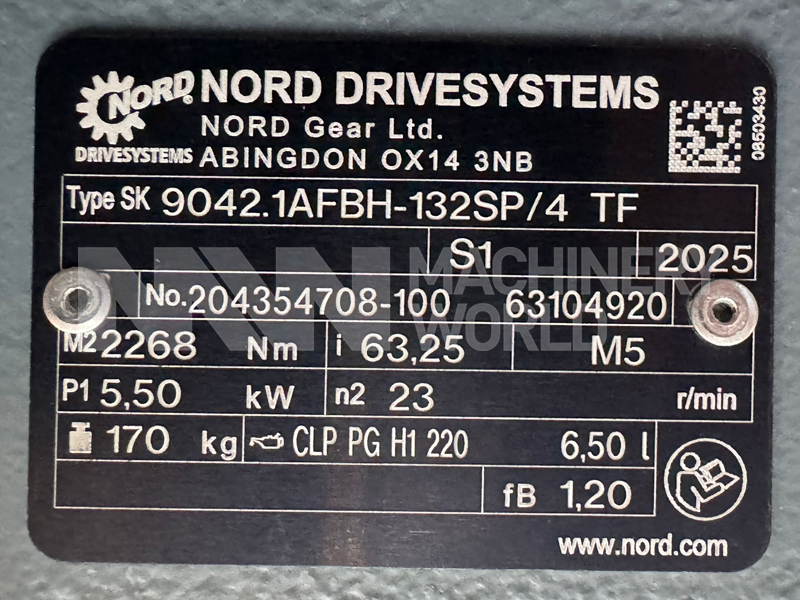 NORD
DRIVESYSTEMS
NORD DRIVESYSTEMS
NORD Gear Ltd.
ABINGDON OX14 3NB
08503430
Type SK 9042.1AFBH-132SP/4 TF
S1 2025
No. 204354708-100 63104920
M2 2268 Nm i 63,25 M5
P1 5,50 kW n2 23 r/min
170 kg CLP PG H1 220 6,50 l
fB 1,20
www.nord.com
MW MACHINERY
WORLD